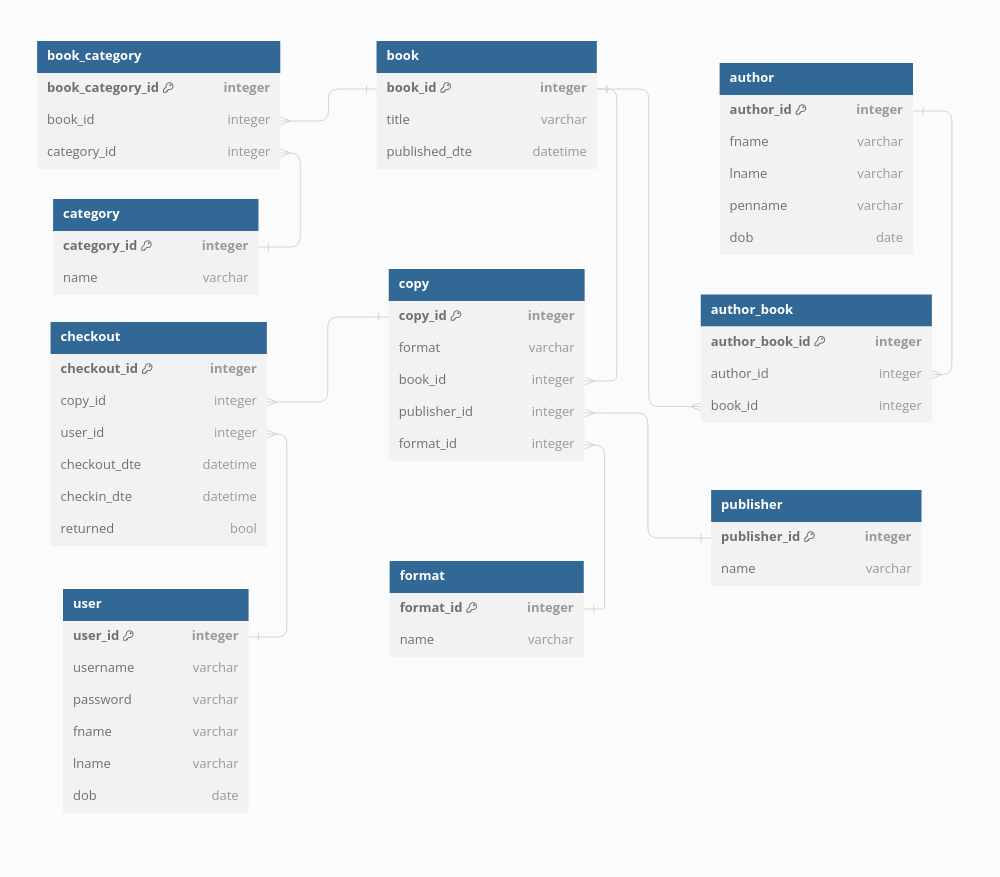 book_category
book_category_id integer
book_id integer
category_id integer
book
book_id integer
title varchar
published_dte datetime
author
author_id integer
fname varchar
lname varchar
penname varchar
dob date
category
category_id integer
name varchar
copy
copy_id integer
format varchar
book_id integer
publisher_id integer
format_id integer
author_book
author_book_id integer
author_id integer
book_id integer
checkout
checkout_id integer
copy_id integer
user_id integer
checkout_dte datetime
checkin_dte datetime
returned bool
publisher
publisher_id integer
name varchar
format
format_id integer
name varchar
user
user_id integer
username varchar
password varchar
fname varchar
lname varchar
dob date